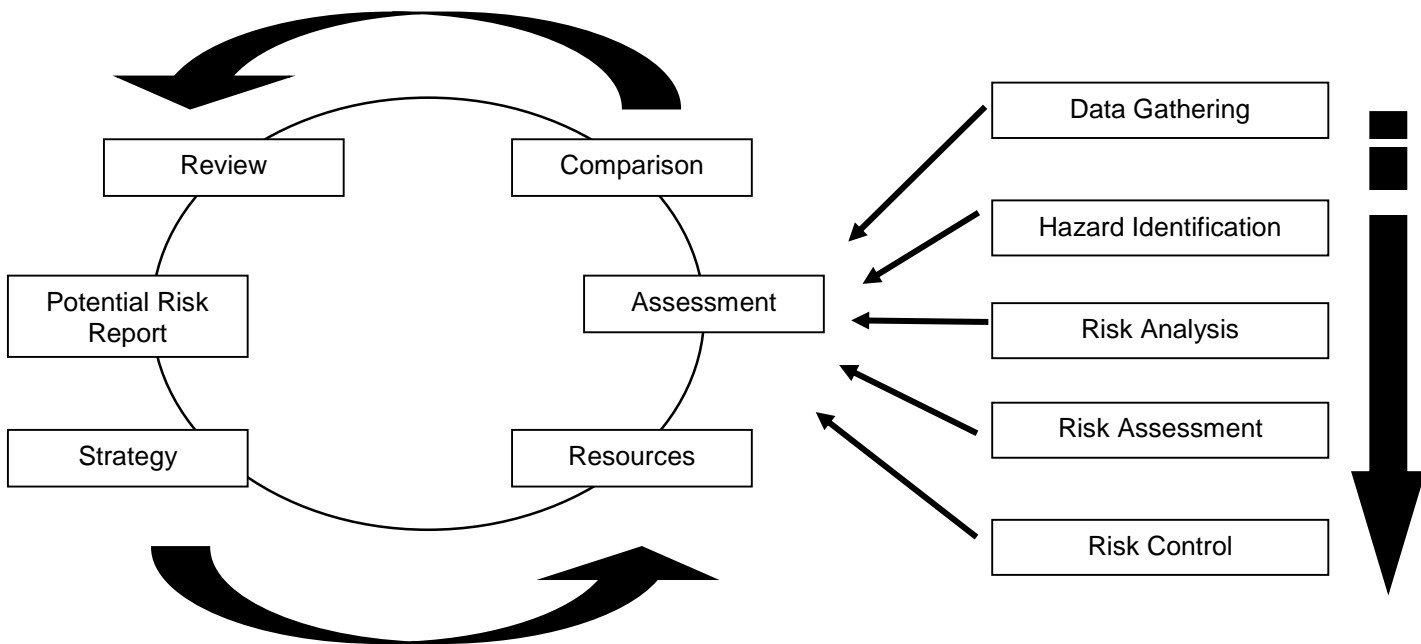 Review
Comparison
Potential Risk
Report
Assessment
Strategy
Resources
Data Gathering
Hazard Identification
Risk Analysis
Risk Assessment
Risk Control